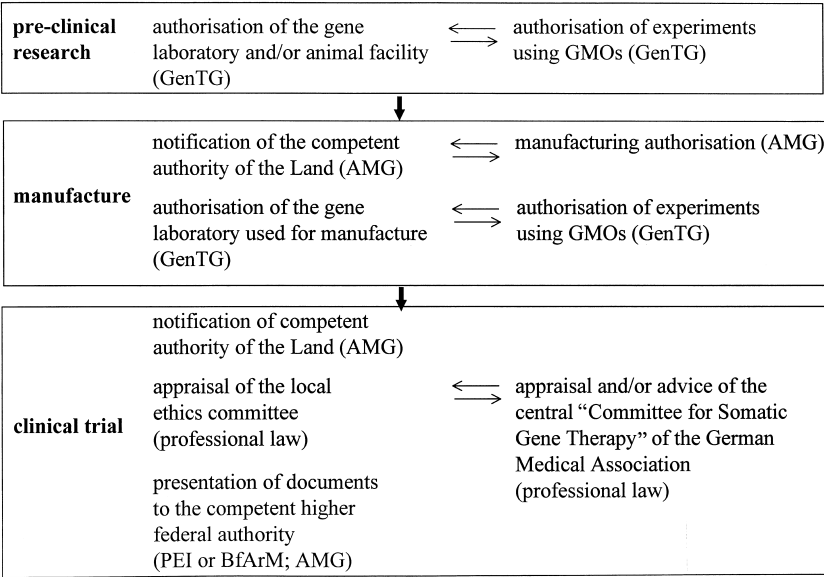 pre-clinical
research
authorisation of the gene
laboratory and/or animal facility
(GenTG)
authorisation of experiments
using GMOs (GenTG)
manufacture
notification of the competent
authority of the Land (AMG)
manufacturing authorisation (AMG)
authorisation of the gene
laboratory used for manufacture
(GenTG)
authorisation of experiments
using GMOs (GenTG)
clinical trial
notification of competent
authority of the Land (AMG)
appraisal of the local
ethics committee
(professional law)
appraisal and/or advice of the
central “Committee for Somatic
Gene Therapy” of the German
Medical Association
(professional law)
presentation of documents
to the competent higher
federal authority
(PEI or BfArM; AMG)